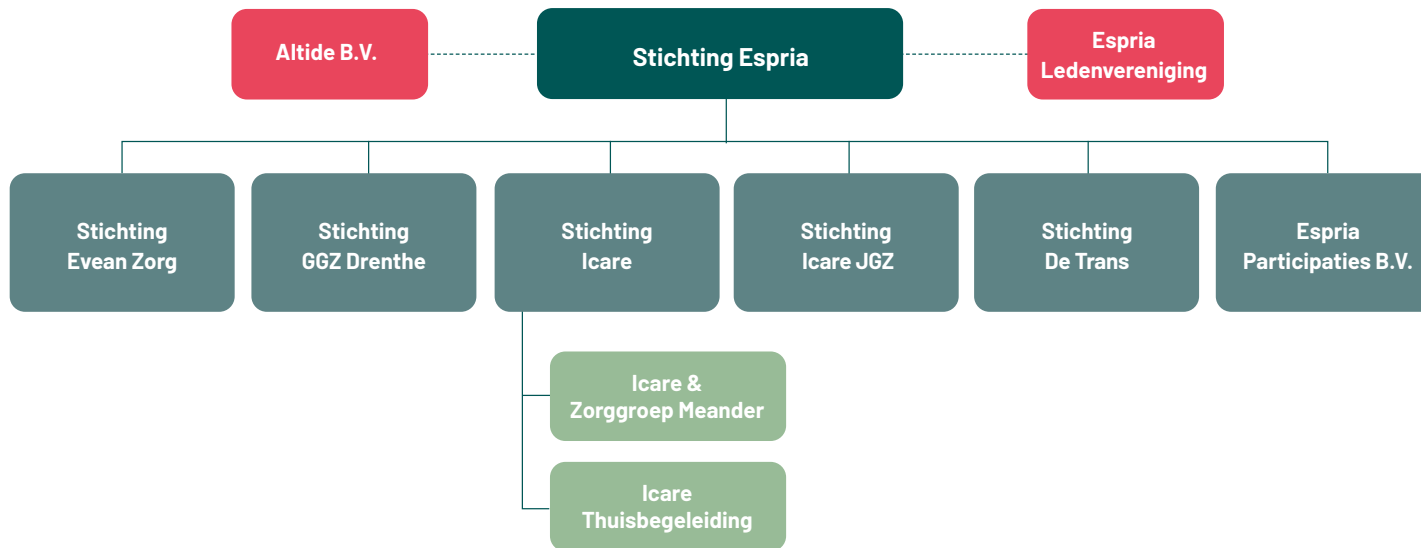 Altide B.V.
Stichting Espria
Espria
Ledenvereniging
Stichting
Evean Zorg
Stichting
GGZ Drenthe
Stichting
Icare
Stichting
Icare JGZ
Stichting
De Trans
Espria
Participaties B.V.
Icare &
Zorggroep Meander
Icare
Thuisbegeleiding